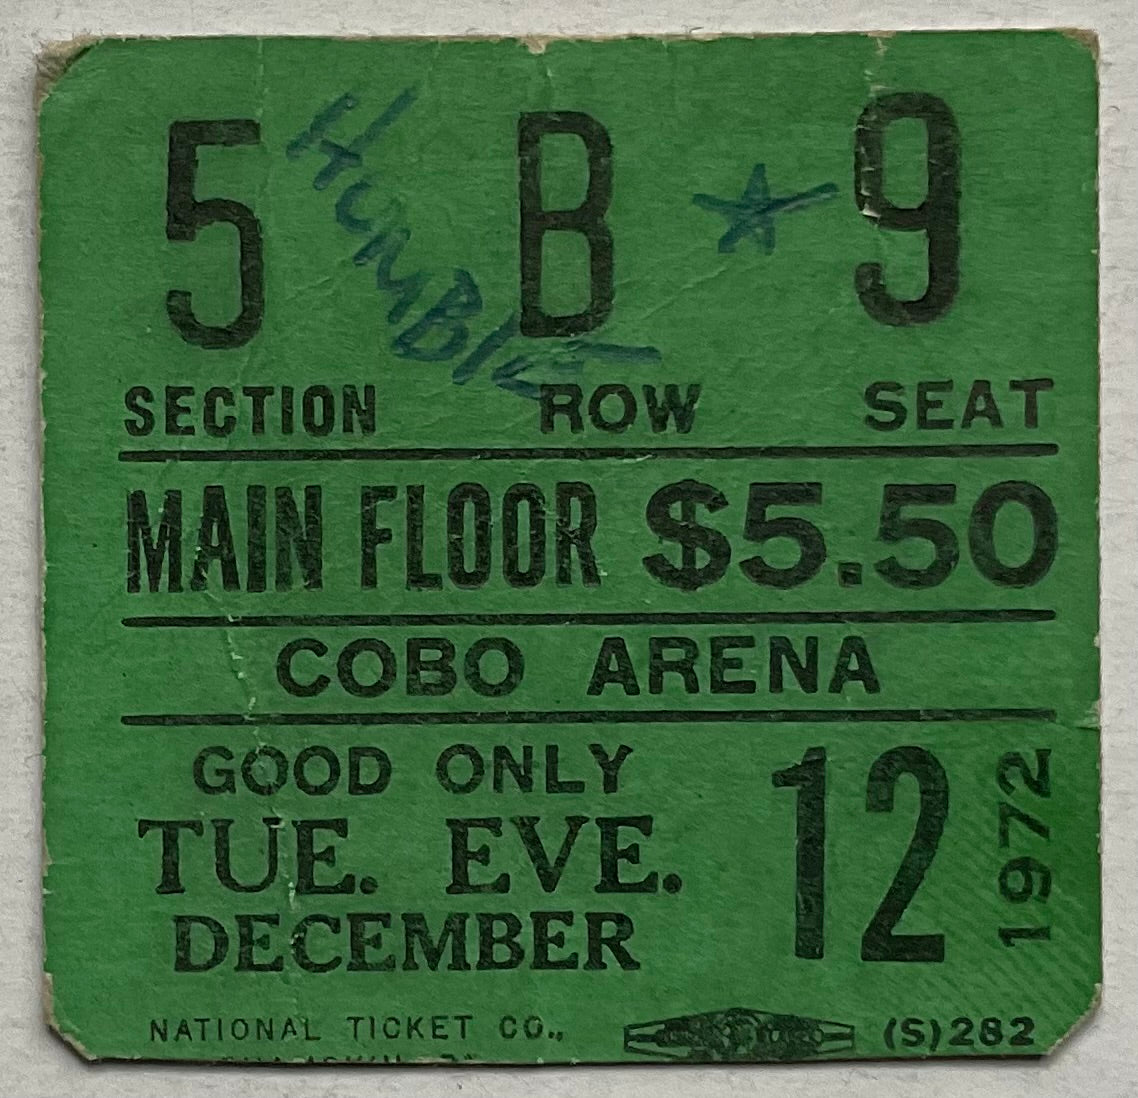 5 B 9
HUMBLE
SECTION ROW SEAT
MAIN FLOOR $5.50
COBO ARENA
GOOD ONLY
TUE. EVE.
DECEMBER
12
1972
NATIONAL TICKET CO.,
(S)282